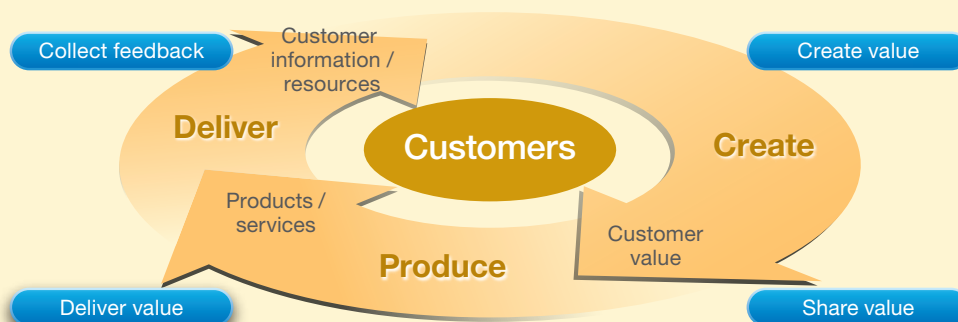 Collect feedback
Customer
information /
resources
Create value
Deliver
Customers
Create
Products /
services
Customer
value
Produce
Deliver value
Share value